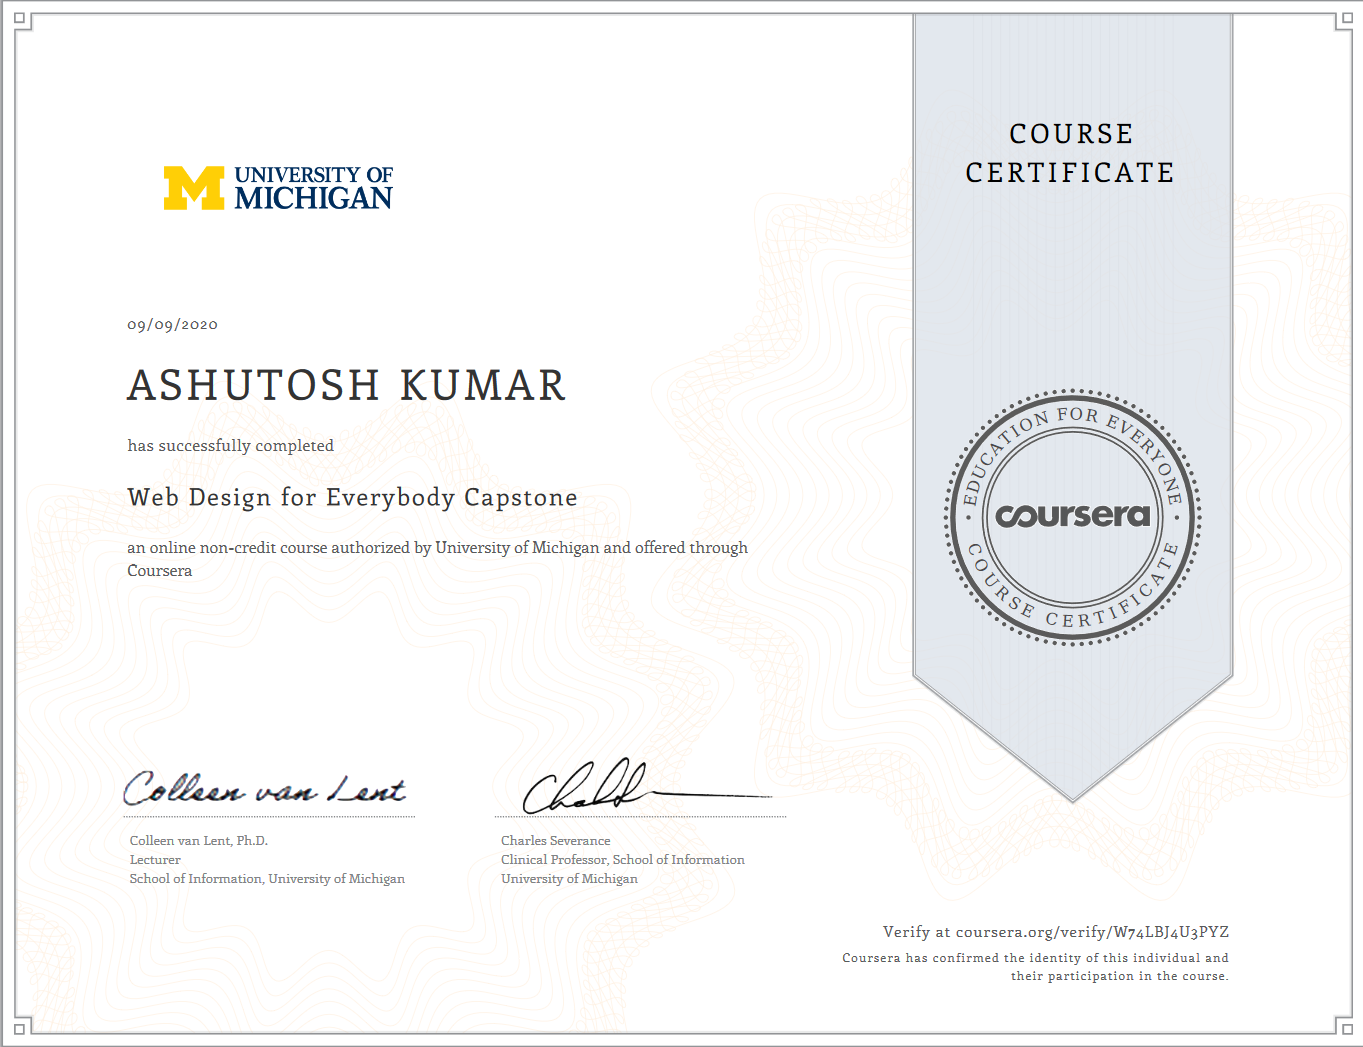 UNIVERSITY OF
MICHIGAN
COURSE
CERTIFICATE
09/09/2020
ASHUTOSH KUMAR
has successfully completed
Web Design for Everybody Capstone
an online non-credit course authorized by University of Michigan and offered through
Coursera
EDUCATION FOR EVERYONE
coursera
COURSE CERTIFICATE
Colleen van Lent
Colleen van Lent, Ph.D.
Lecturer
School of Information, University of Michigan
Charles Severance
Clinical Professor, School of Information
University of Michigan
Verify at coursera.org/verify/W74LBJ4U3PYZ
Coursera has confirmed the identity of this individual and
their participation in the course.